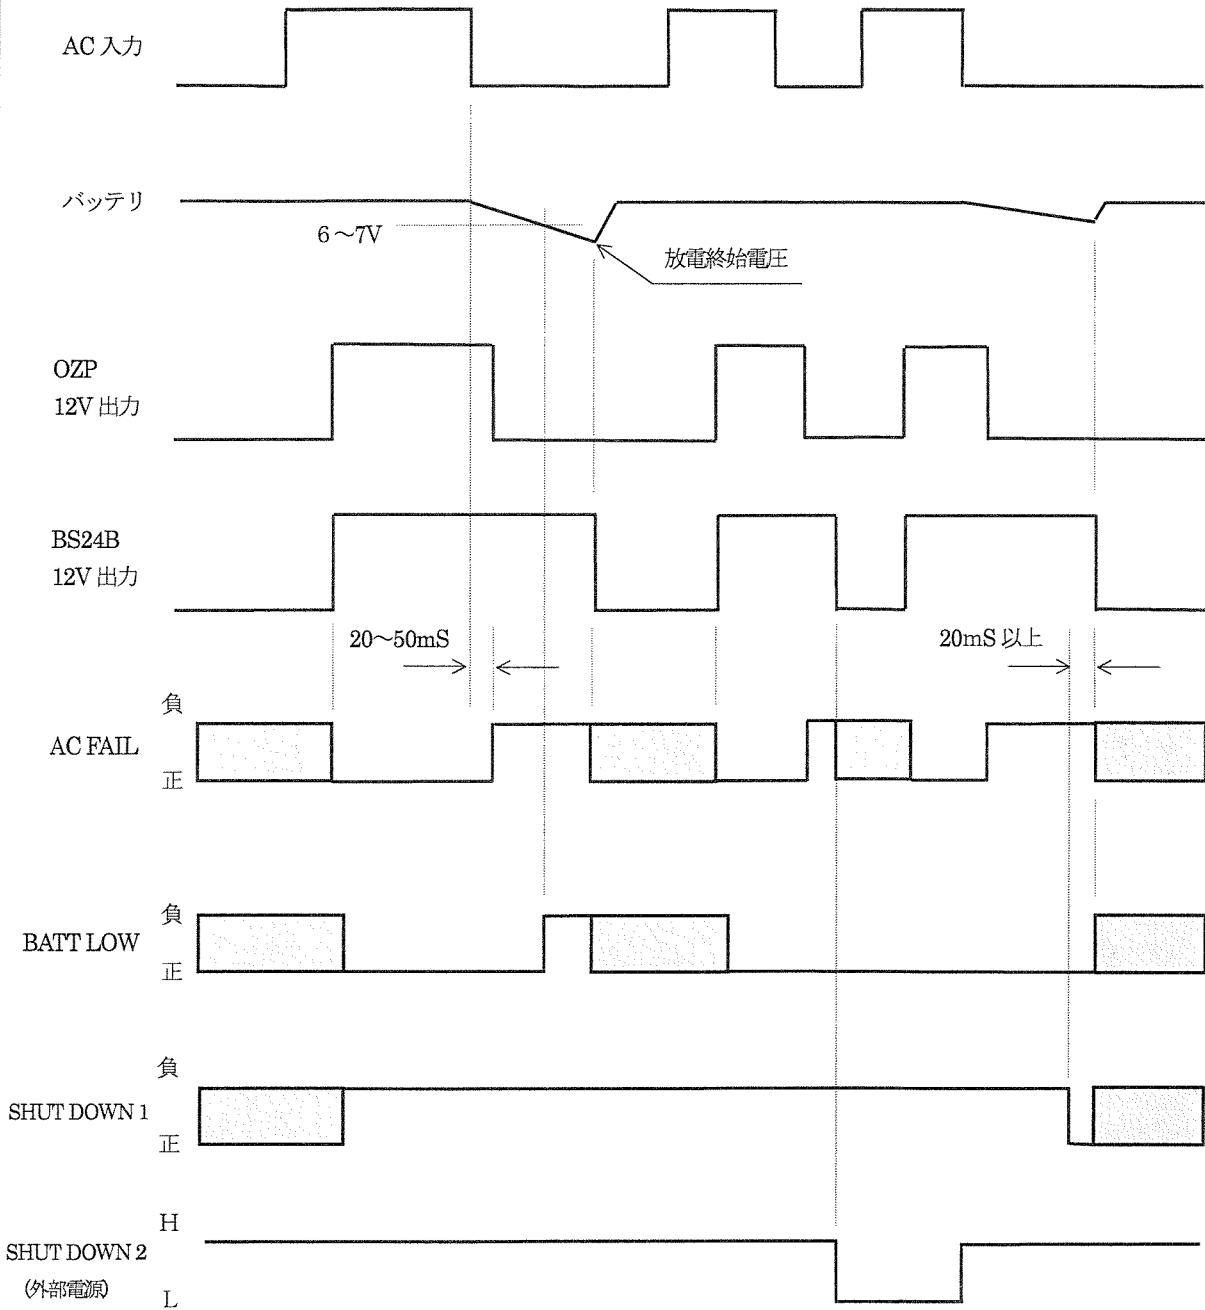 AC 入力
バッテリ
6～7V
放電終始電圧
OZP
12V 出力
BS24B
12V 出力
20～50mS
20mS 以上
負
AC FAIL
正
負
BATT LOW
正
負
SHUT DOWN 1
正
H
SHUT DOWN 2
(外部電源)
L